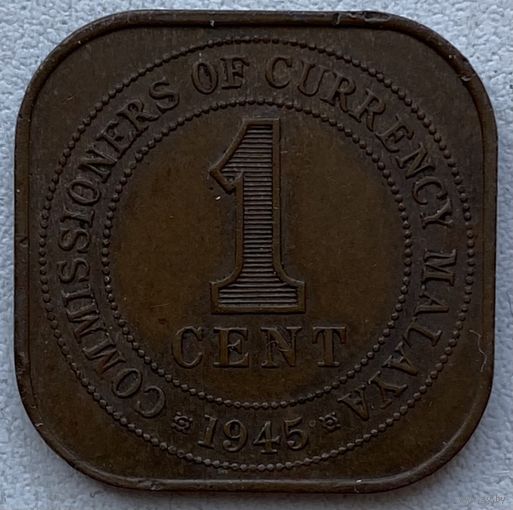 COMMISSIONERS OF CURRENCY MALAYA
1
CENT
1945